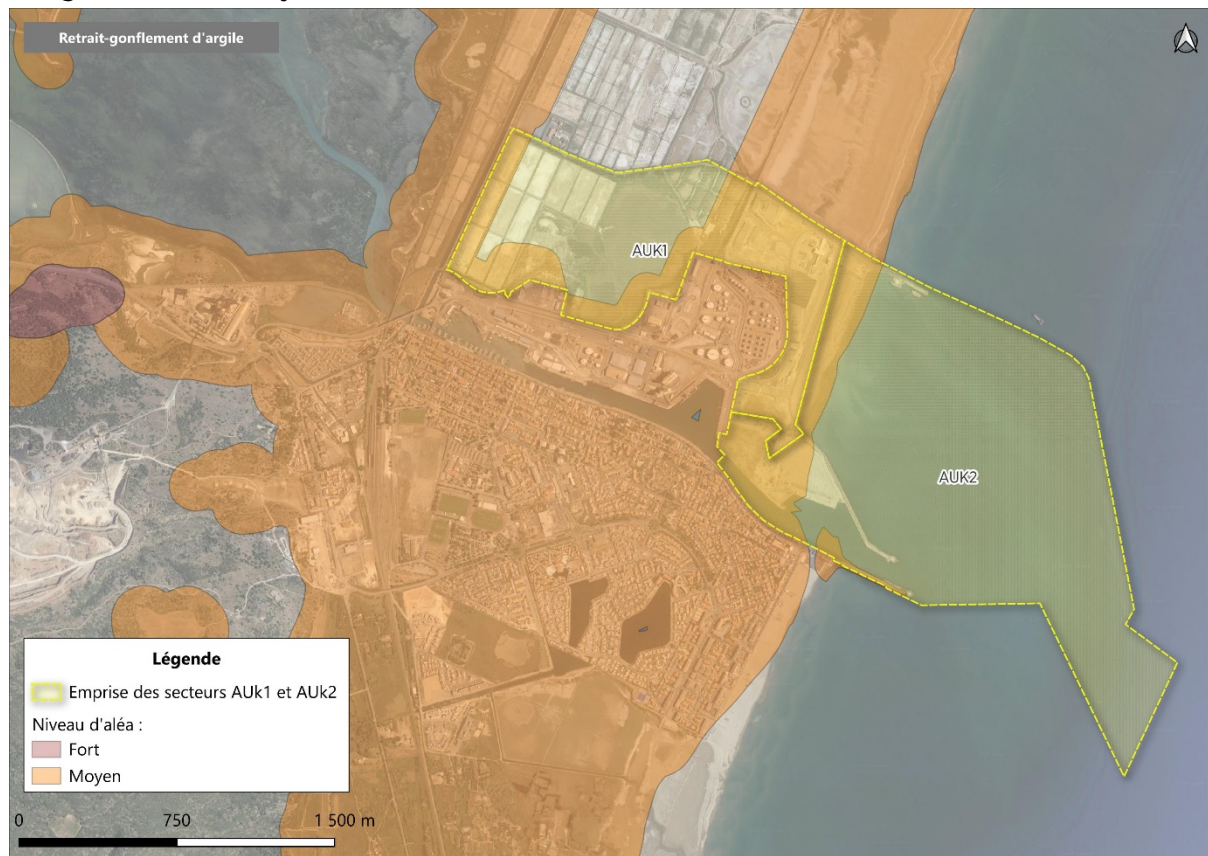 Retrait-gonflement d'argile
AUK1
AUK2
Légende
Emprise des secteurs AUk1 et AUk2
Niveau d'aléa :
Fort
Moyen
0 750 1 500 m